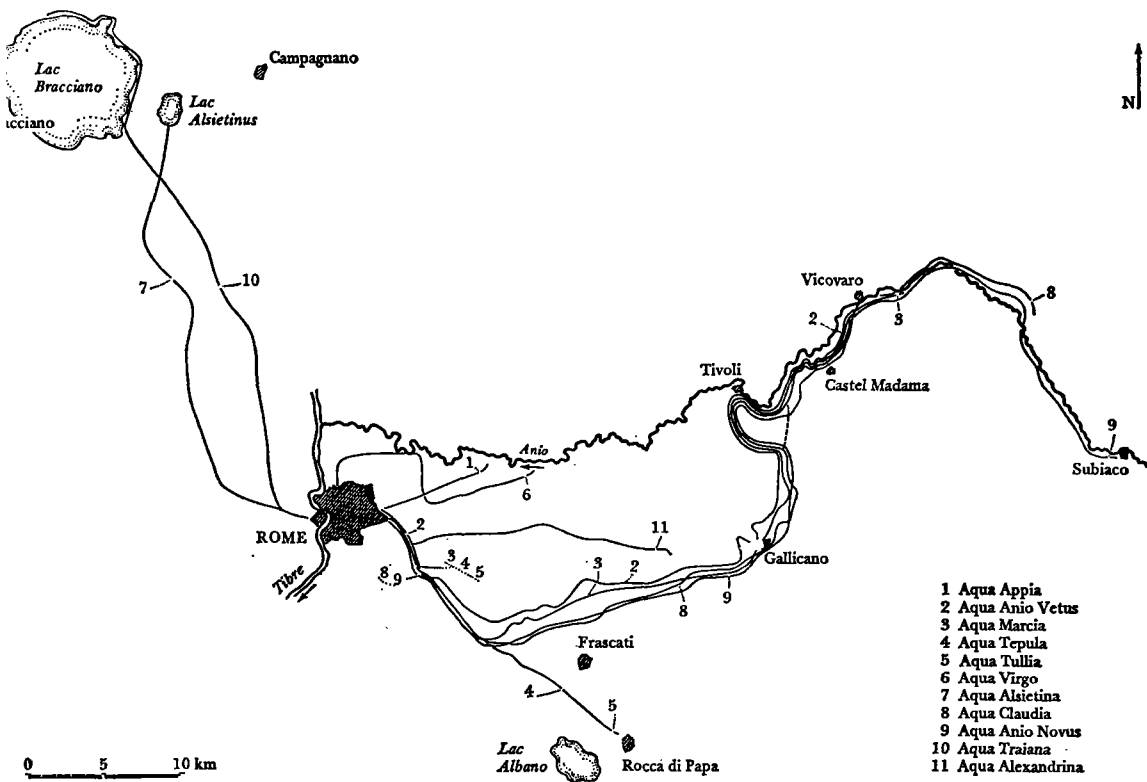 Campagnano
Lac
Bracciano
Lac
Alsietinus
acciano
N
7
10
Vicovaro
8
2
3
Tivoli
Castel Madama
9
Subiaco
Anio
1
6
ROME
2
11
Gallicano
Tibre
3
4
5
8
9
3
2
8
9
Frascati
4
5
Lac
Albano
Rocca di Papa
0 5 10 km
1 Aqua Appia
2 Aqua Anio Vetus
3 Aqua Marcia
4 Aqua Tepula
5 Aqua Tullia
6 Aqua Virgo
7 Aqua Alsietina
8 Aqua Claudia
9 Aqua Anio Novus
10 Aqua Traiana
11 Aqua Alexandrina